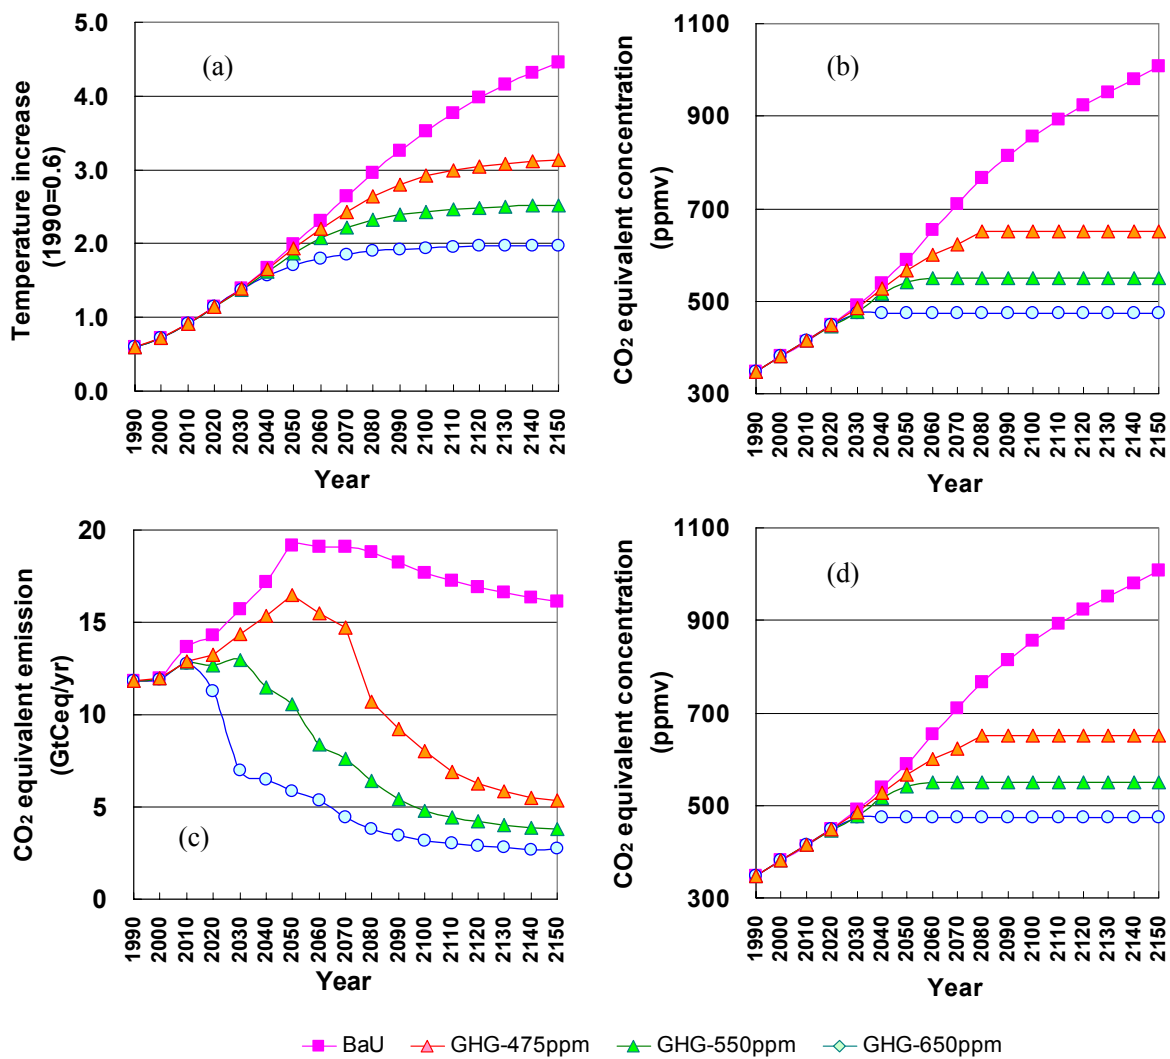 5.0
4.0
3.0
2.0
1.0
0.0
Temperature increase
(1990=0.6)
(a)
1990 2000 2010 2020 2030 2040 2050 2060 2070 2080 2090 2100 2110 2120 2130 2140 2150
Year
1100
900
700
500
300
CO₂ equivalent concentration
(ppmv)
(b)
1990 2000 2010 2020 2030 2040 2050 2060 2070 2080 2090 2100 2110 2120 2130 2140 2150
Year
20
15
10
5
0
CO₂ equivalent emission
(GtCeq/yr)
(c)
1990 2000 2010 2020 2030 2040 2050 2060 2070 2080 2090 2100 2110 2120 2130 2140 2150
Year
1100
900
700
500
300
CO₂ equivalent concentration
(ppmv)
(d)
1990 2000 2010 2020 2030 2040 2050 2060 2070 2080 2090 2100 2110 2120 2130 2140 2150
Year
BaU GHG-475ppm GHG-550ppm GHG-650ppm